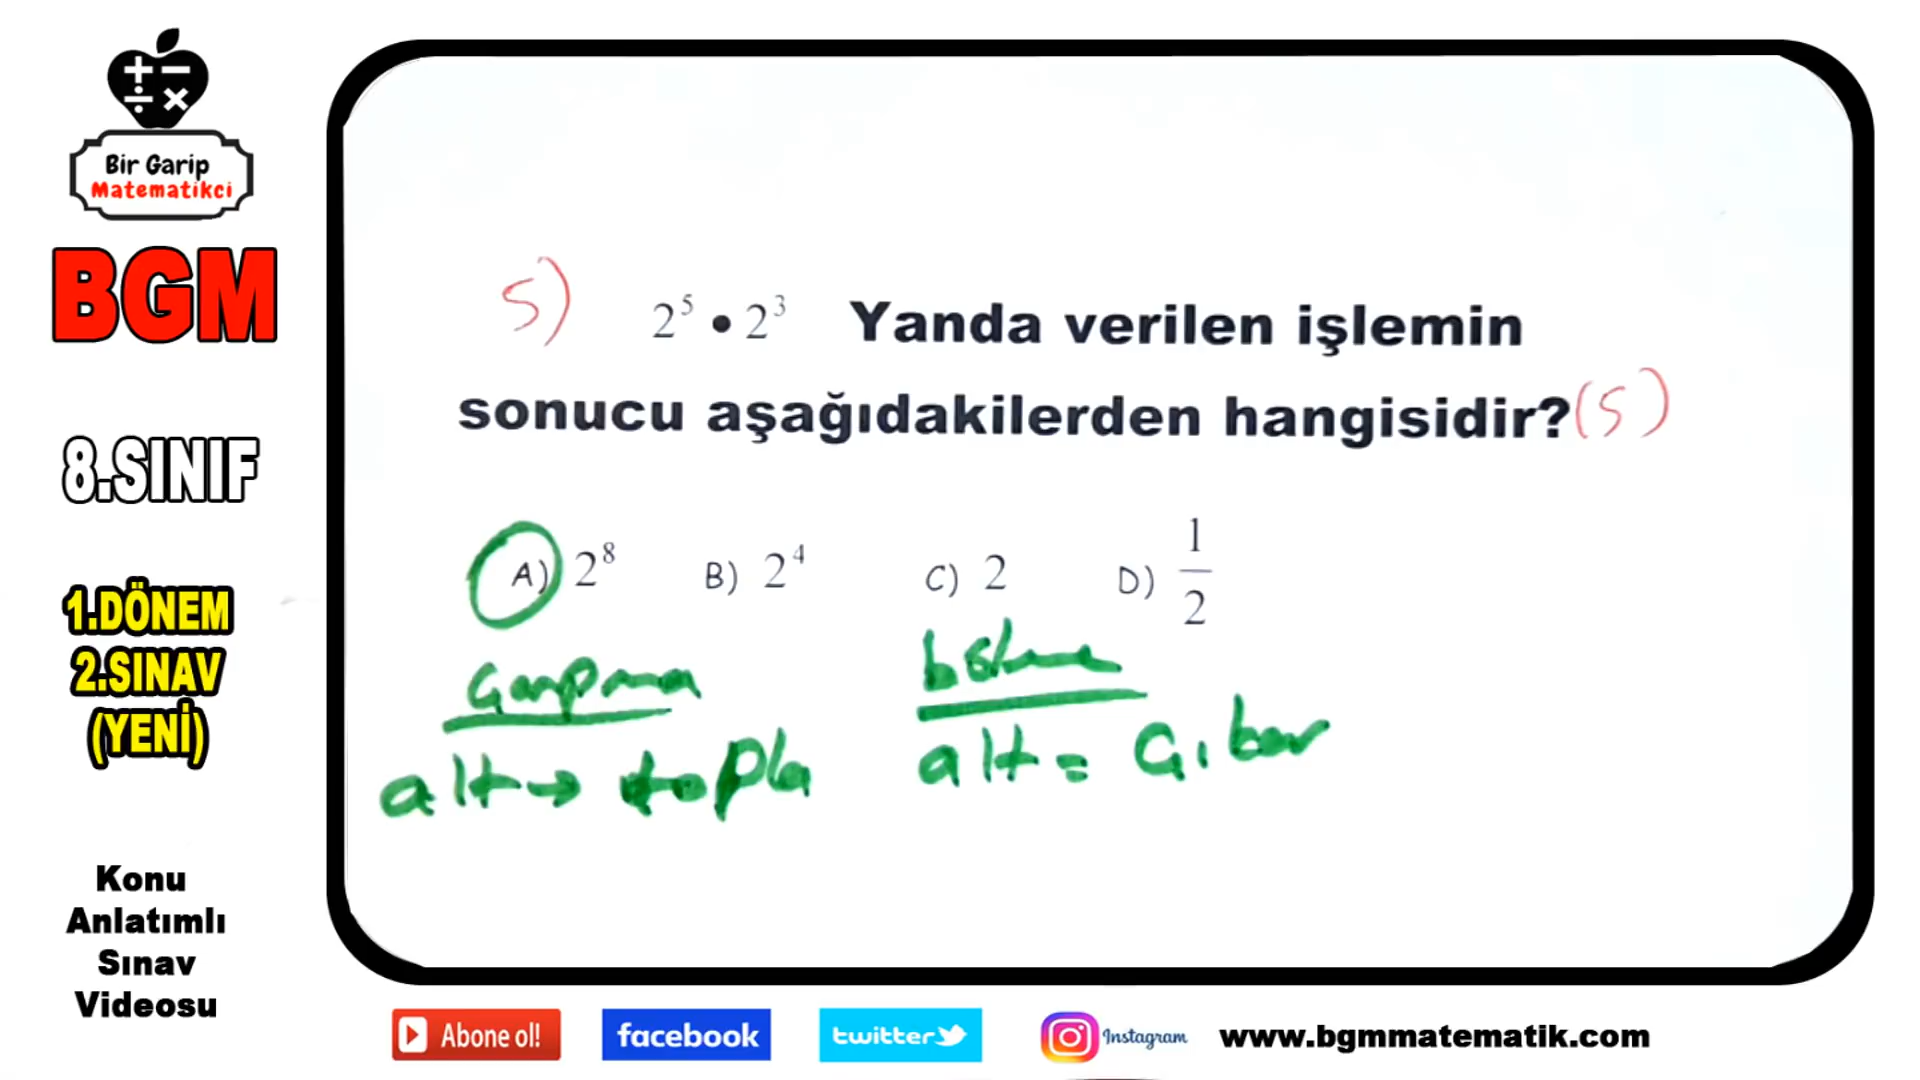 Bir Garip
Matematikci
BGM
8.SINIF
1.DÖNEM
2.SINAV
(YENİ)
Konu
Anlatımlı
Sınav
Videosu
5) 2⁵ • 2³ Yanda verilen işlemin
sonucu aşağıdakilerden hangisidir? (5)
A) 2⁸ B) 2⁴ C) 2 D) 1/2
Çarpma bölme
alt → topla alt = Çıkar
Abone ol!
facebook
twitter
Instagram
www.bgmmatematik.com